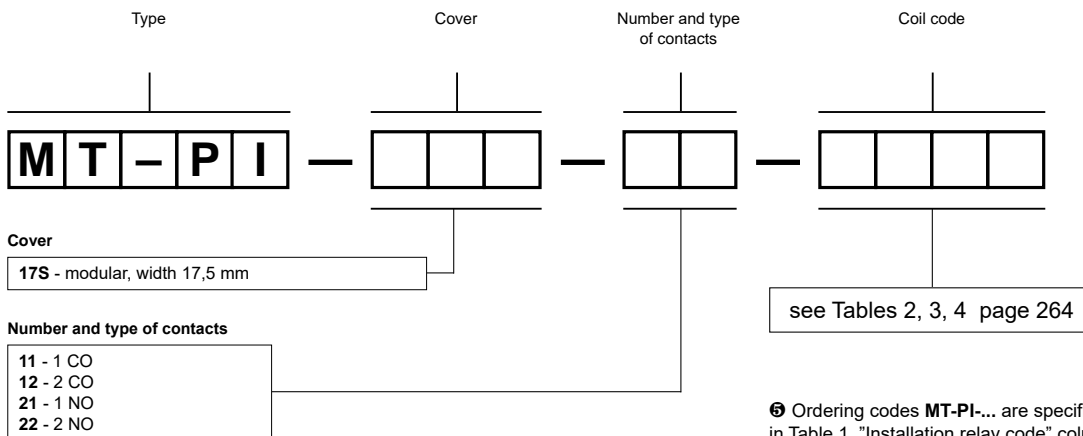 Type
Cover
Number and type
of contacts
Coil code
M T – P I — — —
Cover
17S - modular, width 17,5 mm
see Tables 2, 3, 4 page 264
Number and type of contacts
11 - 1 CO
12 - 2 CO
21 - 1 NO
22 - 2 NO
❺ Ordering codes MT-PI-... are
in Table 1, "Installation relay code"